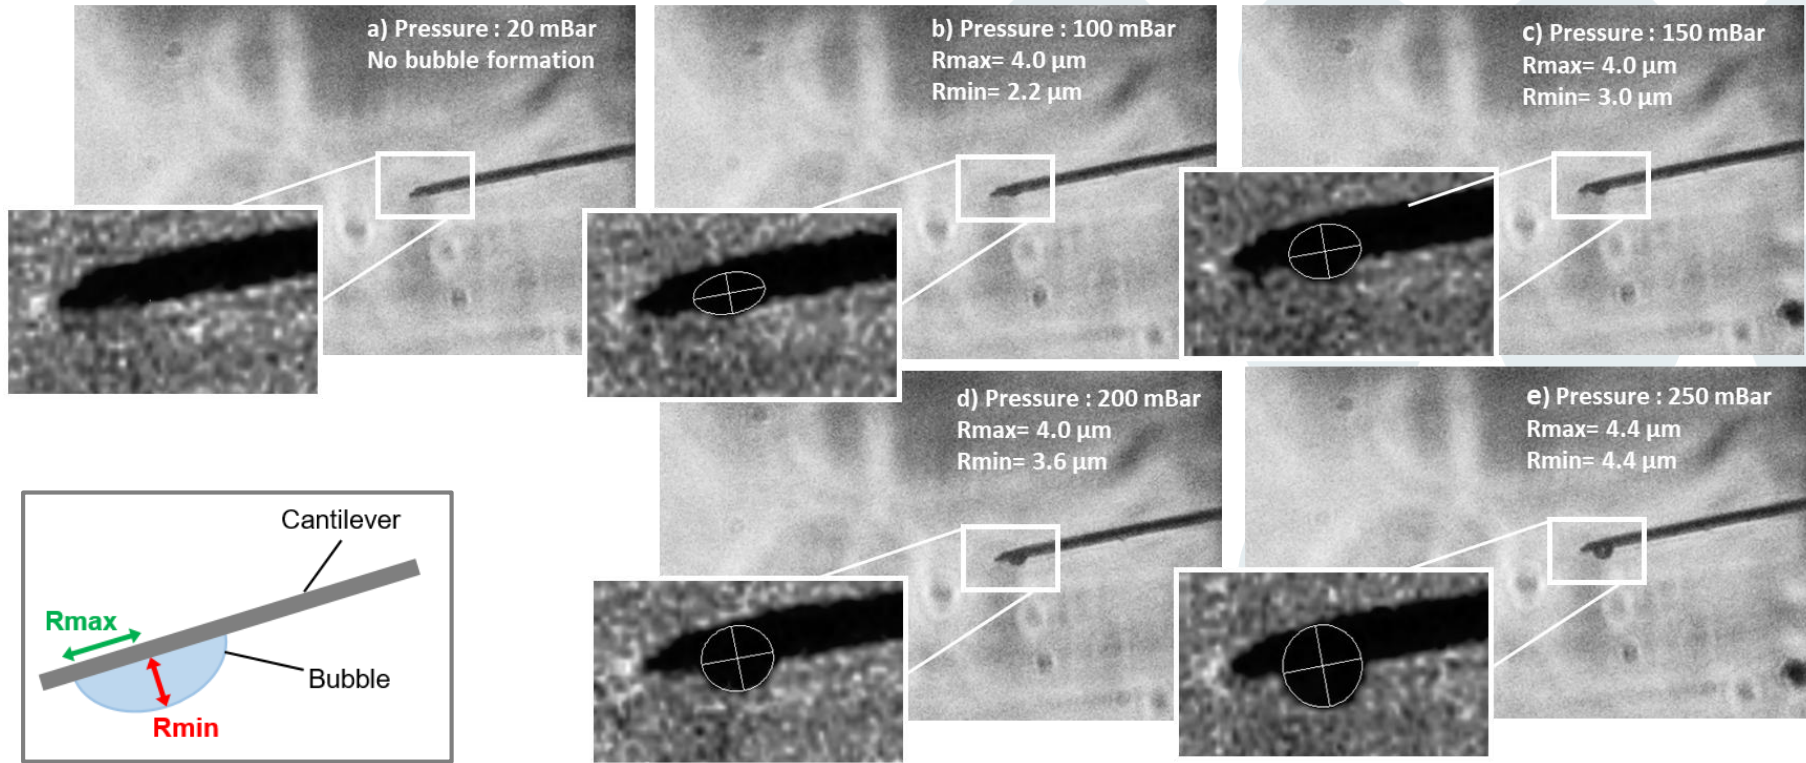 a) Pressure : 20 mBar
No bubble formation
b) Pressure : 100 mBar
Rmax= 4.0 µm
Rmin= 2.2 µm
c) Pressure : 150 mBar
Rmax= 4.0 µm
Rmin= 3.0 µm
d) Pressure : 200 mBar
Rmax= 4.0 µm
Rmin= 3.6 µm
e) Pressure : 250 mBar
Rmax= 4.4 µm
Rmin= 4.4 µm
Cantilever
Rmax
Bubble
Rmin